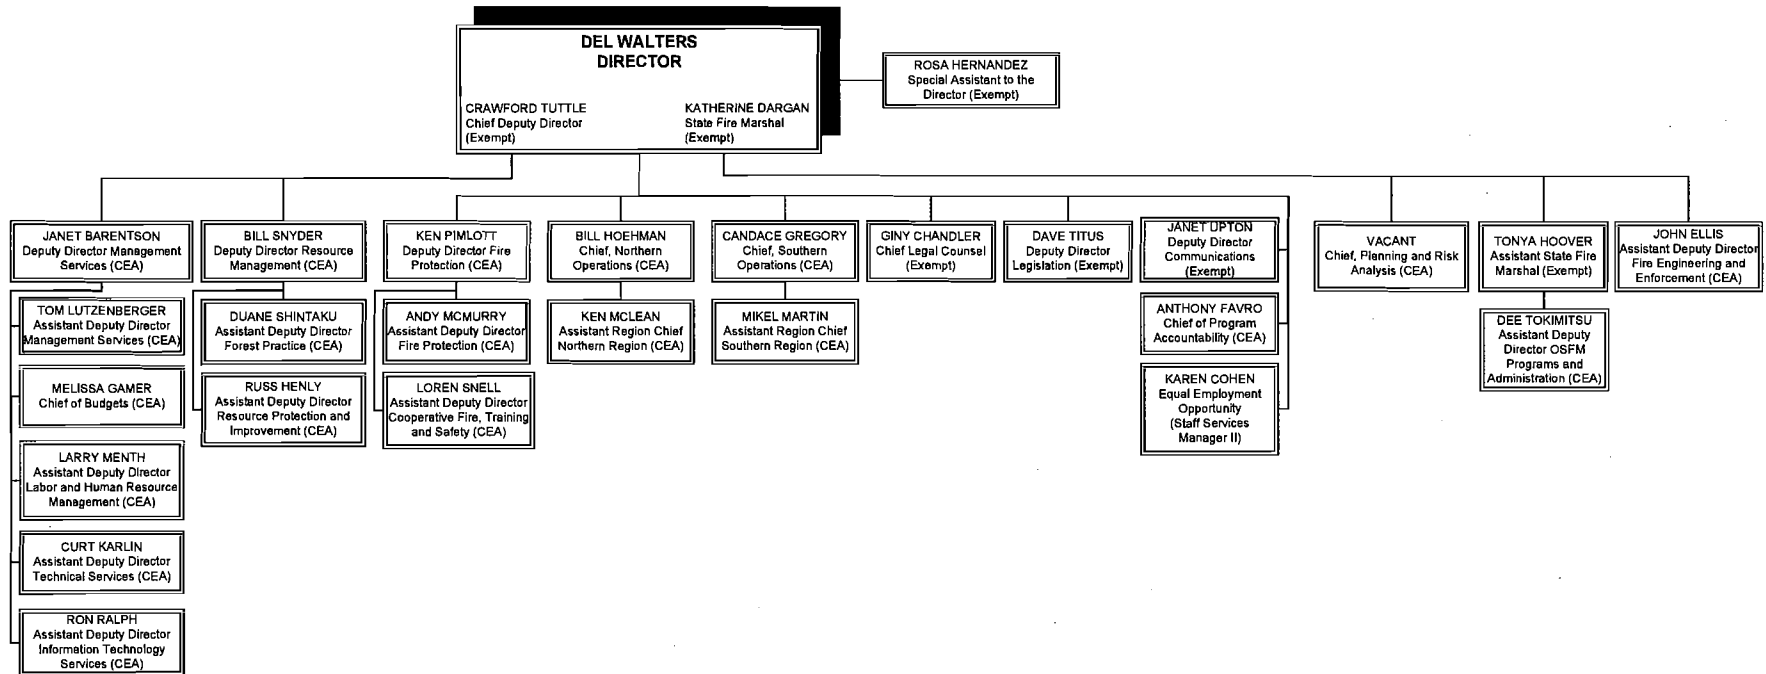 DEL WALTERS
DIRECTOR
CRAWFORD TUTTLE
Chief Deputy Director
(Exempt)
KATHERINE DARGAN
State Fire Marshal
(Exempt)
ROSA HERNANDEZ
Special Assistant to the
Director (Exempt)
JANET BARENTSON
Deputy Director Management
Services (CEA)
TOM LUTZENBERGER
Assistant Deputy Director
Management Services (CEA)
MELISSA GAMER
Chief of Budgets (CEA)
LARRY MENTH
Assistant Deputy Director
Labor and Human Resource
Management (CEA)
CURT KARLIN
Assistant Deputy Director
Technical Services (CEA)
RON RALPH
Assistant Deputy Director
Information Technology
Services (CEA)
BILL SNYDER
Deputy Director Resource
Management (CEA)
DUANE SHINTAKU
Assistant Deputy Director
Forest Practice (CEA)
RUSS HENLY
Assistant Deputy Director
Resource Protection and
Improvement (CEA)
KEN PIMLOTT
Deputy Director Fire
Protection (CEA)
ANDY MCMURRY
Assistant Deputy Director
Fire Protection (CEA)
LOREN SNELL
Assistant Deputy Director
Cooperative Fire, Training
and Safety (CEA)
BILL HOEHMAN
Chief, Northern
Operations (CEA)
KEN MCLEAN
Assistant Region Chief
Northern Region (CEA)
CANDACE GREGORY
Chief, Southern
Operations (CEA)
MIKEL MARTIN
Assistant Region Chief
Southern Region (CEA)
GINY CHANDLER
Chief Legal Counsel
(Exempt)
DAVE TITUS
Deputy Director
Legislation (Exempt)
JANET UPTON
Deputy Director
Communications
(Exempt)
ANTHONY FAVRO
Chief of Program
Accountability (CEA)
KAREN COHEN
Equal Employment
Opportunity
(Staff Services
Manager II)
VACANT
Chief, Planning and Risk
Analysis (CEA)
TONYA HOOVER
Assistant State Fire
Marshal (Exempt)
DEE TOKIMITSU
Assistant Deputy
Director OSFM
Programs and
Administration (CEA)
JOHN ELLIS
Assistant Deputy Director
Fire Engineering and
Enforcement (CEA)